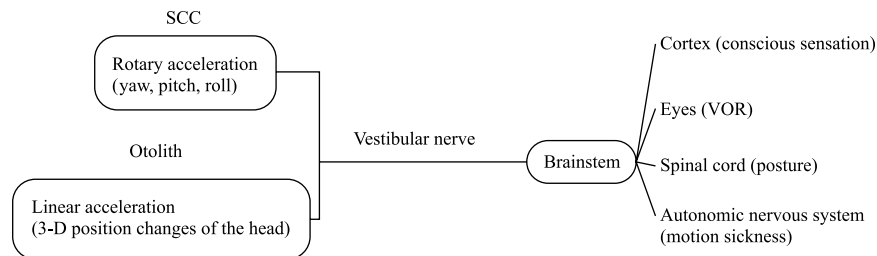 SCC
Rotary acceleration
(yaw, pitch, roll)
Otolith
Linear acceleration
(3-D position changes of the head)
Vestibular nerve
Brainstem
Cortex (conscious sensation)
Eyes (VOR)
Spinal cord (posture)
Autonomic nervous system
(motion sickness)